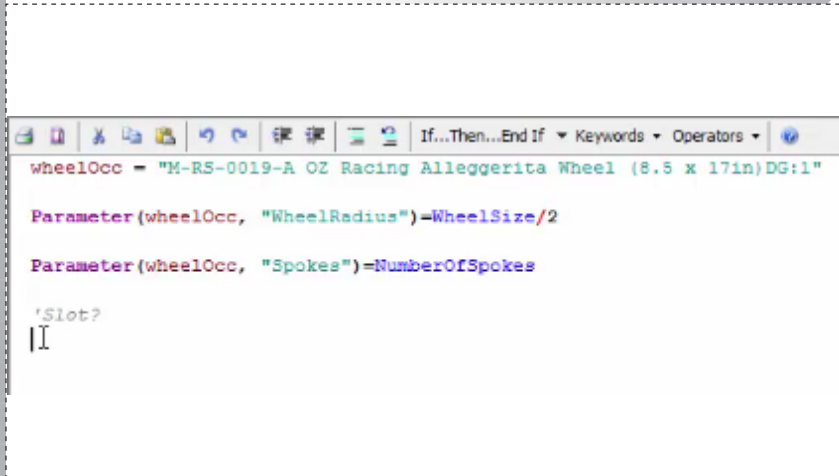 If...Then...End If Keywords Operators
wheelOcc = "M-RS-0019-A OZ Racing Alleggerita Wheel (8.5 x 17in)DG:1"
Parameter(wheelOcc, "WheelRadius")=WheelSize/2
Parameter(wheelOcc, "Spokes")=NumberOfSpokes
'Slot?